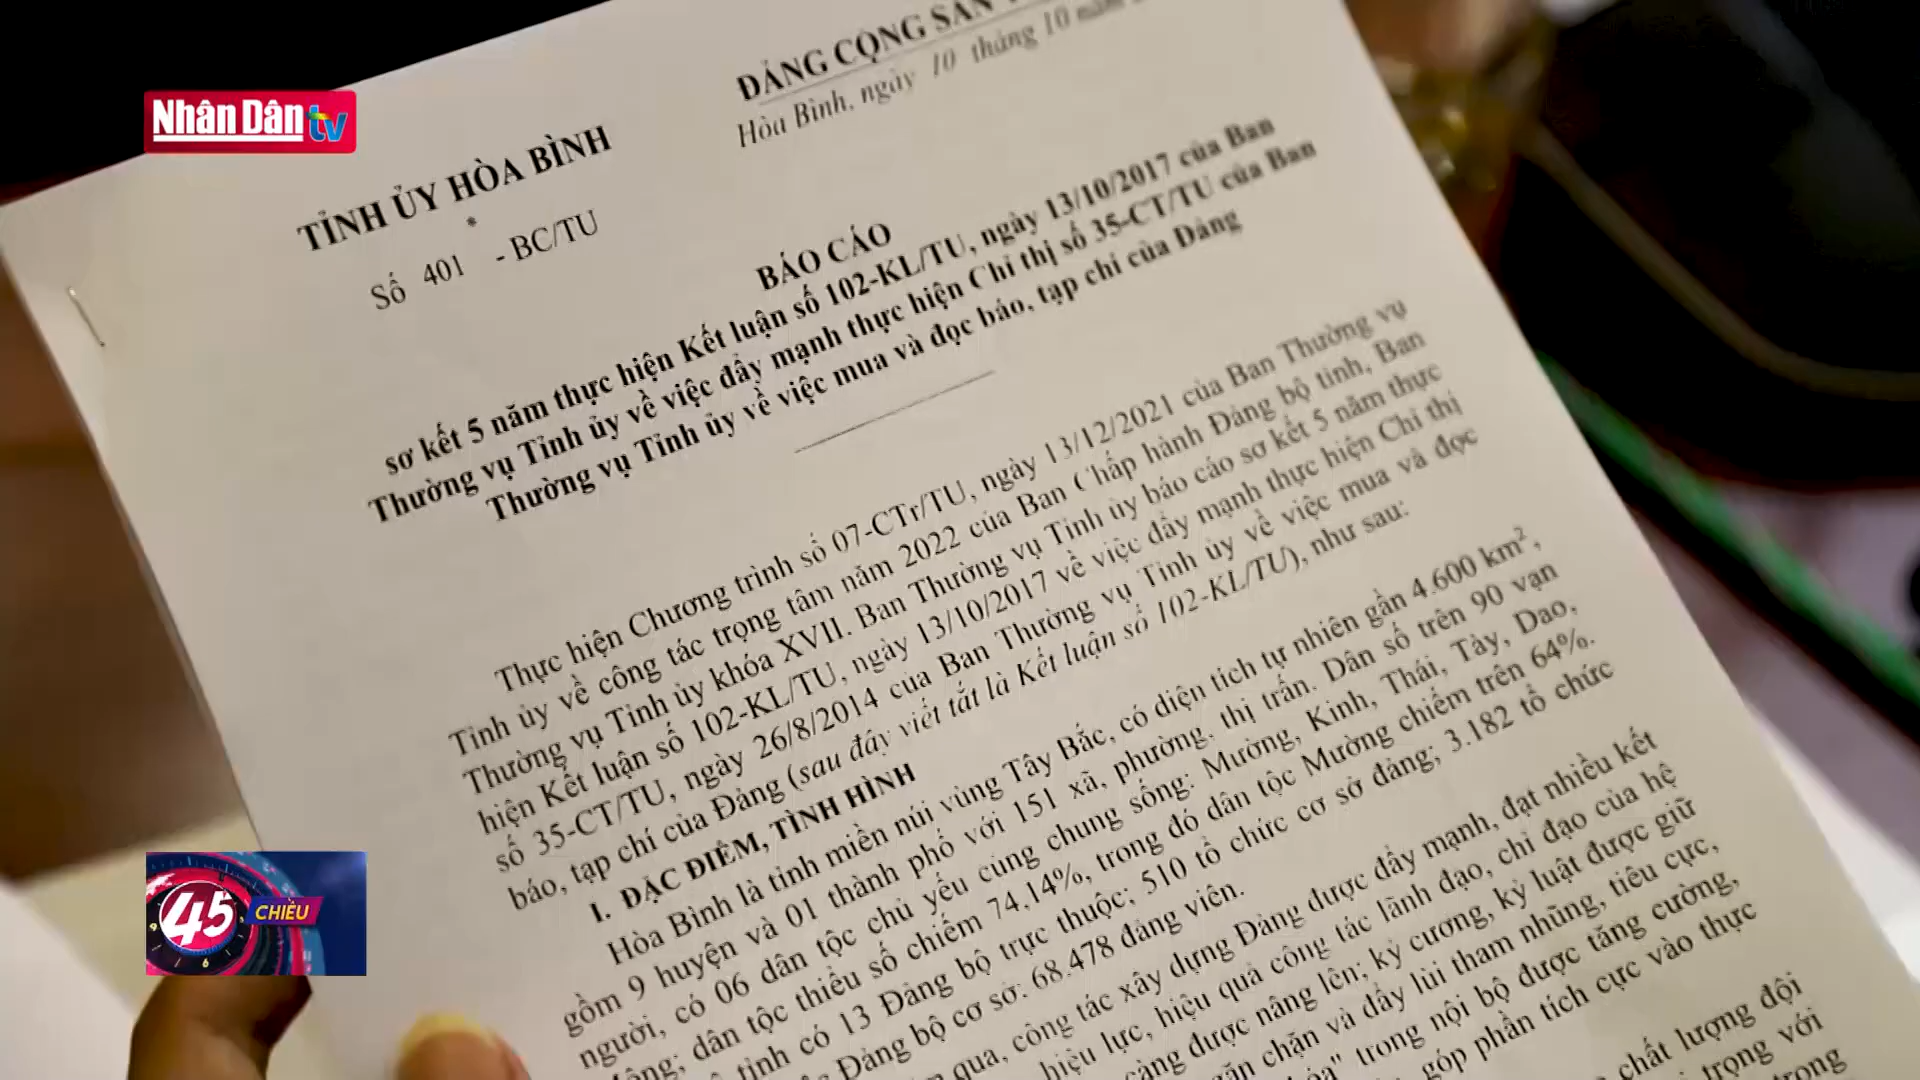 Nhân Dân tv
TỈNH ỦY HÒA BÌNH
*
Số 401 - BC/TU
ĐẢNG CỘNG SẢN
Hòa Bình, ngày 10 tháng 10 năm
BÁO CÁO
sơ kết 5 năm thực hiện Kết luận số 102-KL/TU, ngày 13/10/2017 của Ban
Thường vụ Tỉnh ủy về việc đẩy mạnh thực hiện Chỉ thị số 35-CT/TU của Ban
Thường vụ Tỉnh ủy về việc mua và đọc báo, tạp chí của Đảng
Thực hiện Chương trình số 07-CTr/TU, ngày 13/12/2021 của Ban Thường vụ
Tỉnh ủy về công tác trọng tâm năm 2022 của Ban Chấp hành Đảng bộ tỉnh, Ban
Thường vụ Tỉnh ủy khóa XVII. Ban Thường vụ Tỉnh ủy báo cáo sơ kết 5 năm thực
hiện Kết luận số 102-KL/TU, ngày 13/10/2017 về việc đẩy mạnh thực hiện Chỉ thị
số 35-CT/TU, ngày 26/8/2014 của Ban Thường vụ Tỉnh ủy về việc mua và đọc
báo, tạp chí của Đảng (sau đây viết tắt là Kết luận số 102-KL/TU), như sau:
I. ĐẶC ĐIỂM, TÌNH HÌNH
Hòa Bình là tỉnh miền núi vùng Tây Bắc, có diện tích tự nhiên gần 4.600 km²,
gồm 9 huyện và 01 thành phố với 151 xã, phường, thị trấn. Dân số trên 90 vạn
người, có 06 dân tộc chủ yếu cùng chung sống: Mường, Kinh, Thái, Tày, Dao,
dân tộc thiểu số chiếm 74,14%, trong đó dân tộc Mường chiếm trên 64%.
tỉnh có 13 Đảng bộ trực thuộc; 510 tổ chức cơ sở đảng; 3.182 tổ chức
Đảng bộ cơ sở: 68.478 đảng viên.
qua, công tác xây dựng Đảng được đẩy mạnh, đạt nhiều kết
hiệu lực, hiệu quả công tác lãnh đạo, chỉ đạo của hệ
càng được nâng lên; kỷ cương, kỷ luật được giữ
chặn và đẩy lùi tham nhũng, tiêu cực,
trong nội bộ được tăng cường,
góp phần tích cực vào thực
chất lượng đội
trọng với
trong
45
CHIỀU
9
6